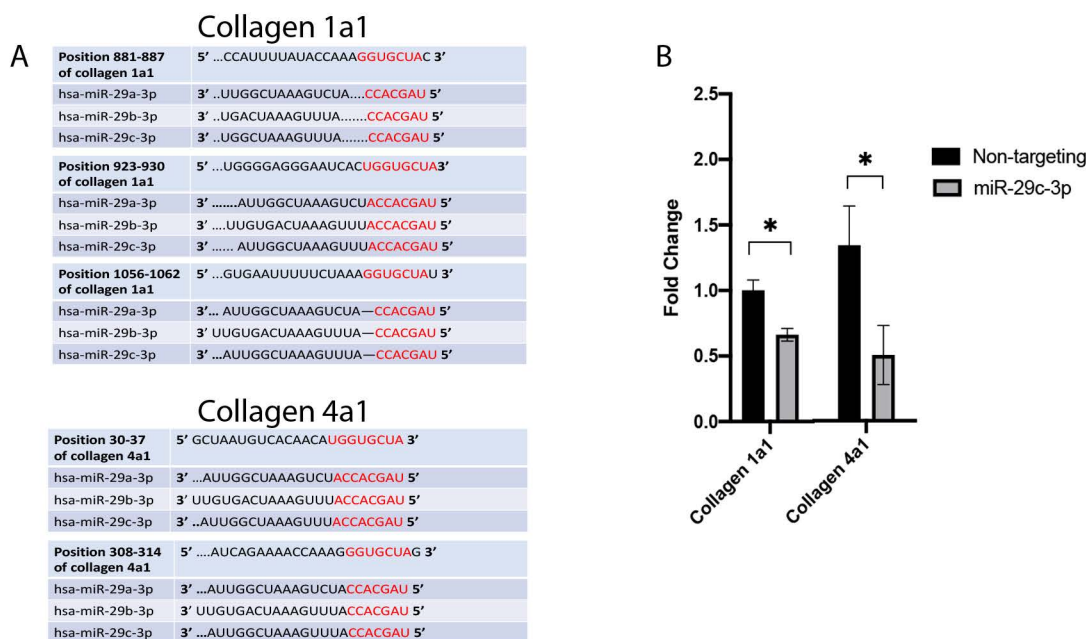 A
Collagen 1a1
Position 881-887 5’ ...CCAUUUUAUACCAAAGGUGCUAC 3’
of collagen 1a1
hsa-miR-29a-3p 3’ ..UUGGCUAAAGUCUA....CCACGAU 5’
hsa-miR-29b-3p 3’ ..UGACUAAAGUUUA.......CCACGAU 5’
hsa-miR-29c-3p 3’ ..UGGCUAAAGUUUA.......CCACGAU 5’
Position 923-930 5’ ...UGGGGAGGGAAUCACUGGUGCUA3’
of collagen 1a1
hsa-miR-29a-3p 3’ .......AUUGGCUAAAGUCUACCACGAU 5’
hsa-miR-29b-3p 3’ ...UUGUGACUAAAGUUUACCACGAU 5’
hsa-miR-29c-3p 3’ ...... AUUGGCUAAAGUUUACCACGAU 5’
Position 1056-1062 5’ ...GUGAAUUUUUCUAAAGGUGCUAU 3’
of collagen 1a1
hsa-miR-29a-3p 3’... AUUGGCUAAAGUCUA—CCACGAU 5’
hsa-miR-29b-3p 3’ UUGUGACUAAAGUUUA—CCACGAU 5’
hsa-miR-29c-3p 3’ ...AUUGGCUAAAGUUUA—CCACGAU 5’
Collagen 4a1
Position 30-37 5’ GCUAAUGUCACAACAUGGUGCUA 3’
of collagen 4a1
hsa-miR-29a-3p 3’ ...AUUGGCUAAAGUCUACCACGAU 5’
hsa-miR-29b-3p 3’ UUGUGACUAAAGUUUACCACGAU 5’
hsa-miR-29c-3p 3’ ..AUUGGCUAAAGUUUACCACGAU 5’
Position 308-314 5’ ....AUCAGAAAACCAAAGGGUGCUAG 3’
of collagen 4a1
hsa-miR-29a-3p 3’ ...AUUGGCUAAAGUCUACCACGAU 5’
hsa-miR-29b-3p 3’ UUGUGACUAAAGUUUACCACGAU 5’
hsa-miR-29c-3p 3’ ...AUUGGCUAAAGUUUACCACGAU 5’
B
Fold Change
2.5
2.0
1.5
1.0
0.5
0.0
*
*
Collagen 1a1
Collagen 4a1
Non-targeting
miR-29c-3p